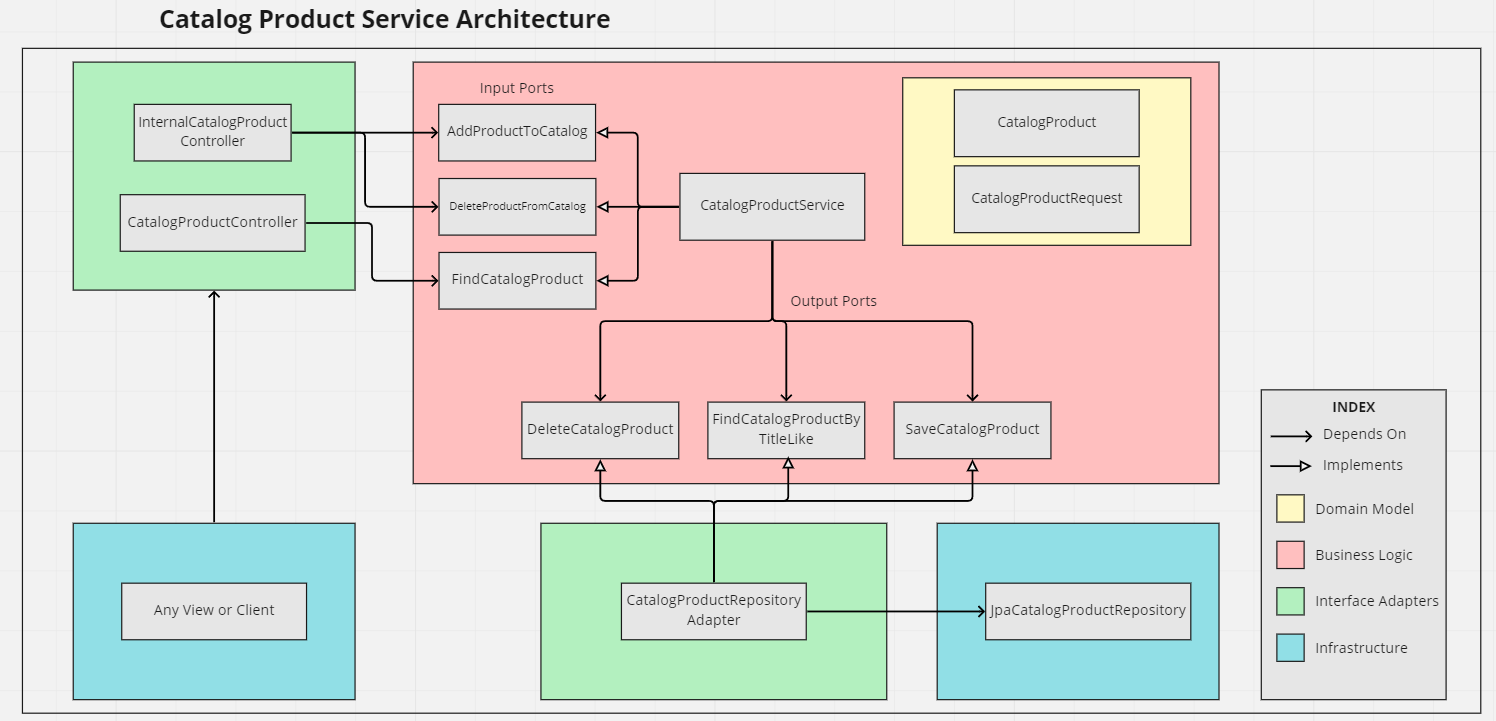 Catalog Product Service Architecture
Input Ports
InternalCatalogProduct
Controller
CatalogProductController
AddProductToCatalog
DeleteProductFromCatalog
FindCatalogProduct
CatalogProductService
CatalogProduct
CatalogProductRequest
Output Ports
DeleteCatalogProduct
FindCatalogProductBy
TitleLike
SaveCatalogProduct
Any View or Client
CatalogProductRepository
Adapter
JpaCatalogProductRepository
INDEX
Depends On
Implements
Domain Model
Business Logic
Interface Adapters
Infrastructure